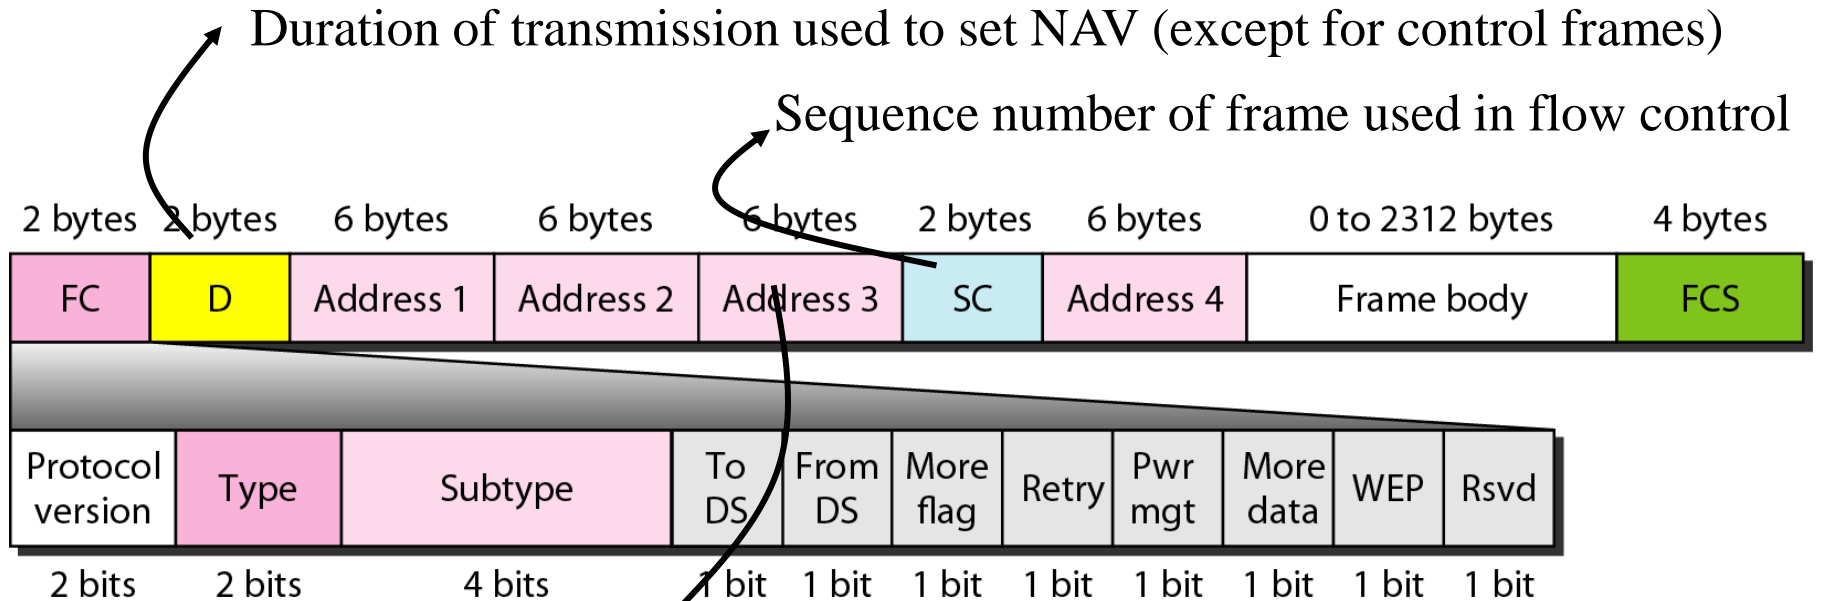 Duration of transmission used to set NAV (except for control frames)
Sequence number of frame used in flow control
2 bytes 2 bytes 6 bytes 6 bytes 6 bytes 2 bytes 6 bytes 0 to 2312 bytes 4 bytes
FC D Address 1 Address 2 Address 3 SC Address 4 Frame body FCS
Protocol version Type Subtype To DS From DS More flag Retry Pwr mgt More data WEP Rsvd
2 bits 2 bits 4 bits 1 bit 1 bit 1 bit 1 bit 1 bit 1 bit 1 bit 1 bit